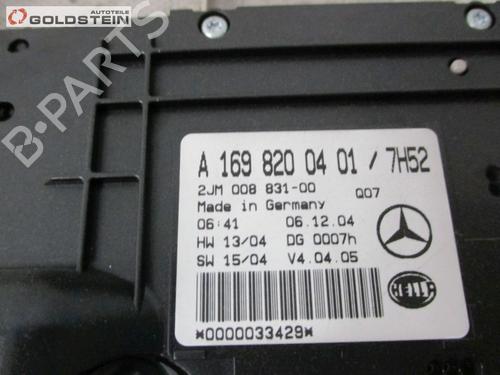 AUTOTEILE
GOLDSTEIN
A 169 820 04 01 / 7H52
2JM 008 831-00 Q07
Made in Germany
06:41 06.12.04
HW 13/04 DG 0007h
SW 15/04 V4.04.05
HELLA
*0000033429*